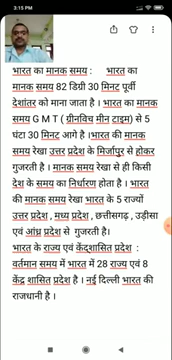 3:15 PM
भारत का मानक समय : भारत का
मानक समय 82 डिग्री 30 मिनट पूर्वी
देशांतर को माना जाता है । भारत का मानक
समय G M T ( ग्रीनविच मीन टाइम) से 5
घंटा 30 मिनट आगे है ।भारत की मानक
समय रेखा उत्तर प्रदेश के मिर्जापुर से होकर
गुजरती है । मानक समय रेखा से ही किसी
देश के समय का निर्धारण होता है । भारत
की मानक समय रेखा भारत के 5 राज्यों
उत्तर प्रदेश , मध्य प्रदेश , छत्तीसगढ़ , उड़ीसा
एवं आंध्र प्रदेश से गुजरती है।
भारत के राज्य एवं केंद्शासित प्रदेश :
वर्तमान समय में भारत में 28 राज्य एवं 8
केंद्र शासित प्रदेश है । नई दिल्ली भारत की
राजधानी है ।